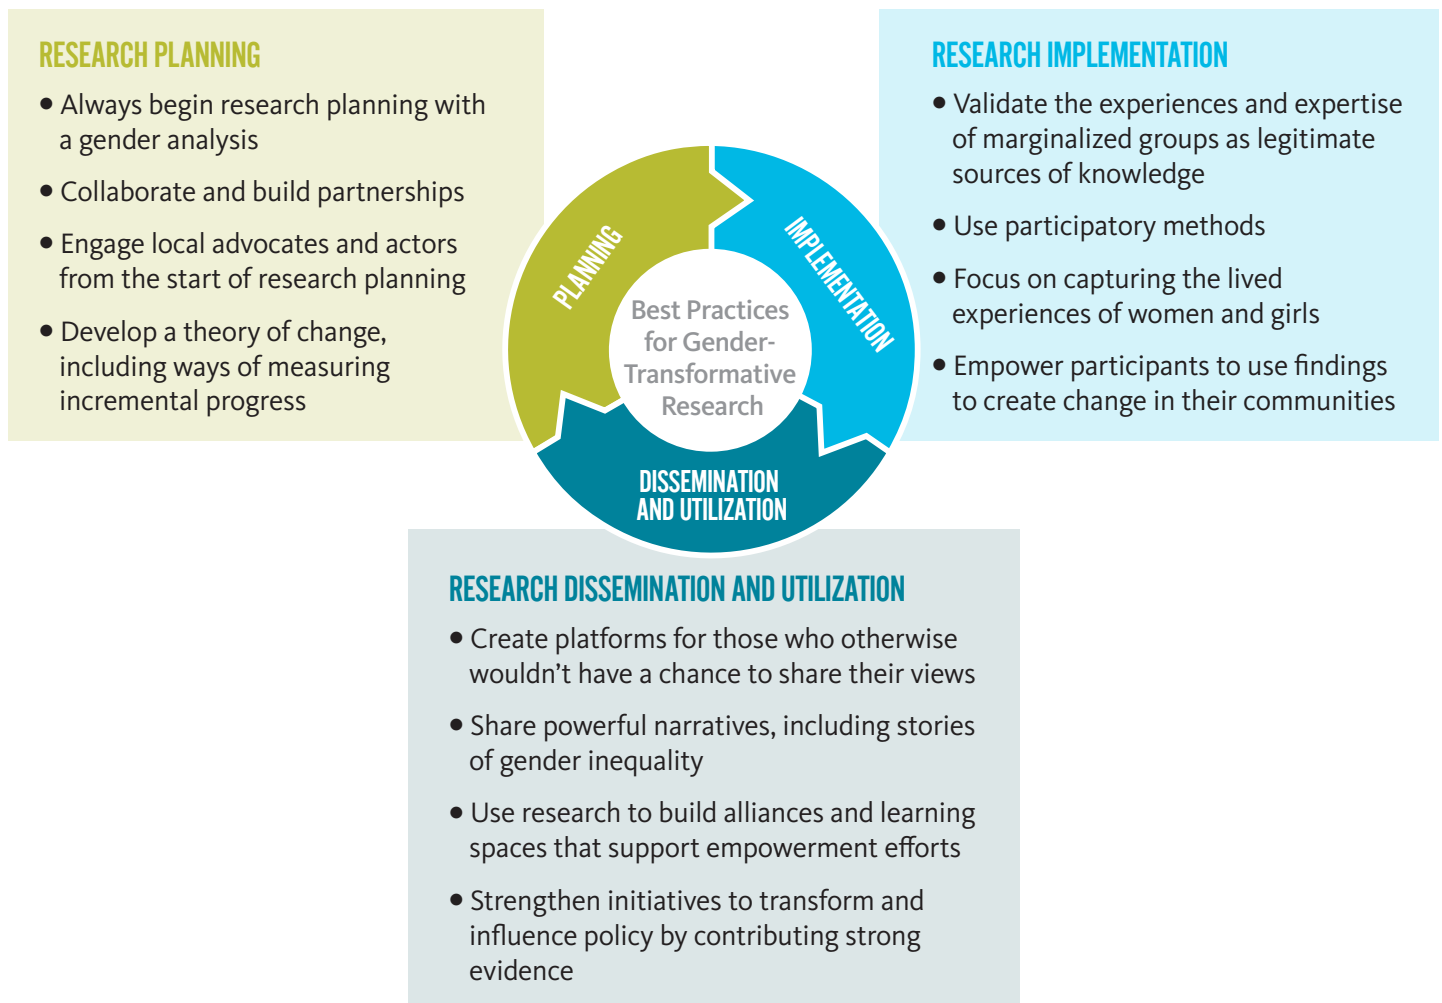 RESEARCH PLANNING
• Always begin research planning with
a gender analysis
• Collaborate and build partnerships
• Engage local advocates and actors
from the start of research planning
• Develop a theory of change,
including ways of measuring
incremental progress
RESEARCH IMPLEMENTATION
• Validate the experiences and expertise
of marginalized groups as legitimate
sources of knowledge
• Use participatory methods
• Focus on capturing the lived
experiences of women and girls
• Empower participants to use findings
to create change in their communities
PLANNING
IMPLEMENTATION
Best Practices
for Gender-
Transformative
Research
DISSEMINATION
AND UTILIZATION
RESEARCH DISSEMINATION AND UTILIZATION
• Create platforms for those who otherwise
wouldn’t have a chance to share their views
• Share powerful narratives, including stories
of gender inequality
• Use research to build alliances and learning
spaces that support empowerment efforts
• Strengthen initiatives to transform and
influence policy by contributing strong
evidence